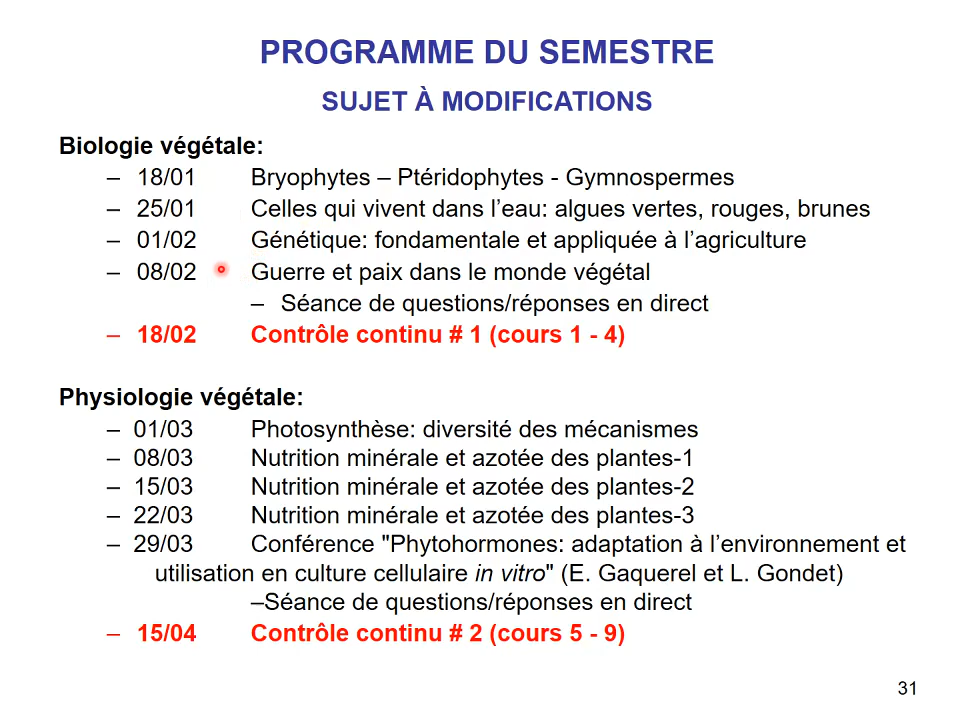 PROGRAMME DU SEMESTRE
SUJET À MODIFICATIONS
Biologie végétale:
– 18/01 Bryophytes – Ptéridophytes - Gymnospermes
– 25/01 Celles qui vivent dans l’eau: algues vertes, rouges, brunes
– 01/02 Génétique: fondamentale et appliquée à l’agriculture
– 08/02 Guerre et paix dans le monde végétal
– Séance de questions/réponses en direct
– 18/02 Contrôle continu # 1 (cours 1 - 4)
Physiologie végétale:
– 01/03 Photosynthèse: diversité des mécanismes
– 08/03 Nutrition minérale et azotée des plantes-1
– 15/03 Nutrition minérale et azotée des plantes-2
– 22/03 Nutrition minérale et azotée des plantes-3
– 29/03 Conférence "Phytohormones: adaptation à l’environnement et
utilisation en culture cellulaire in vitro" (E. Gaquerel et L. Gondet)
–Séance de questions/réponses en direct
– 15/04 Contrôle continu # 2 (cours 5 - 9)
31